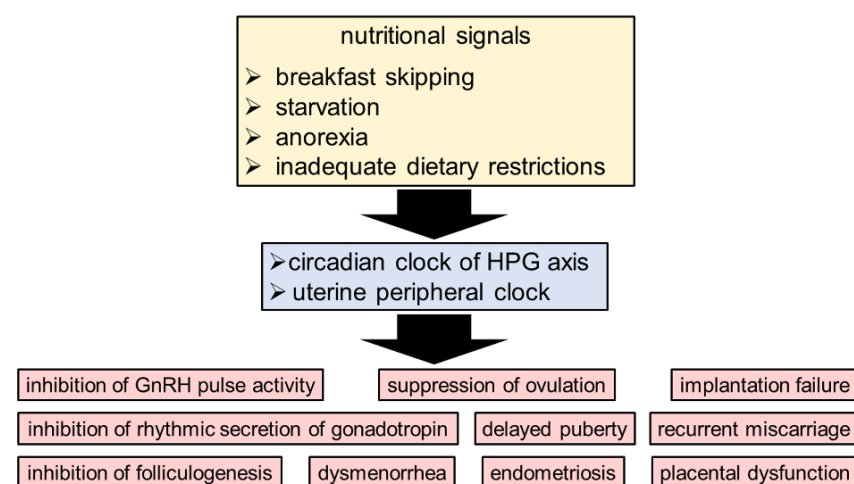 nutritional signals
➢ breakfast skipping
➢ starvation
➢ anorexia
➢ inadequate dietary restrictions
➢circadian clock of HPG axis
➢ uterine peripheral clock
inhibition of GnRH pulse activity
suppression of ovulation
implantation failure
inhibition of rhythmic secretion of gonadotropin
delayed puberty
recurrent miscarriage
inhibition of folliculogenesis
dysmenorrhea
endometriosis
placental dysfunction